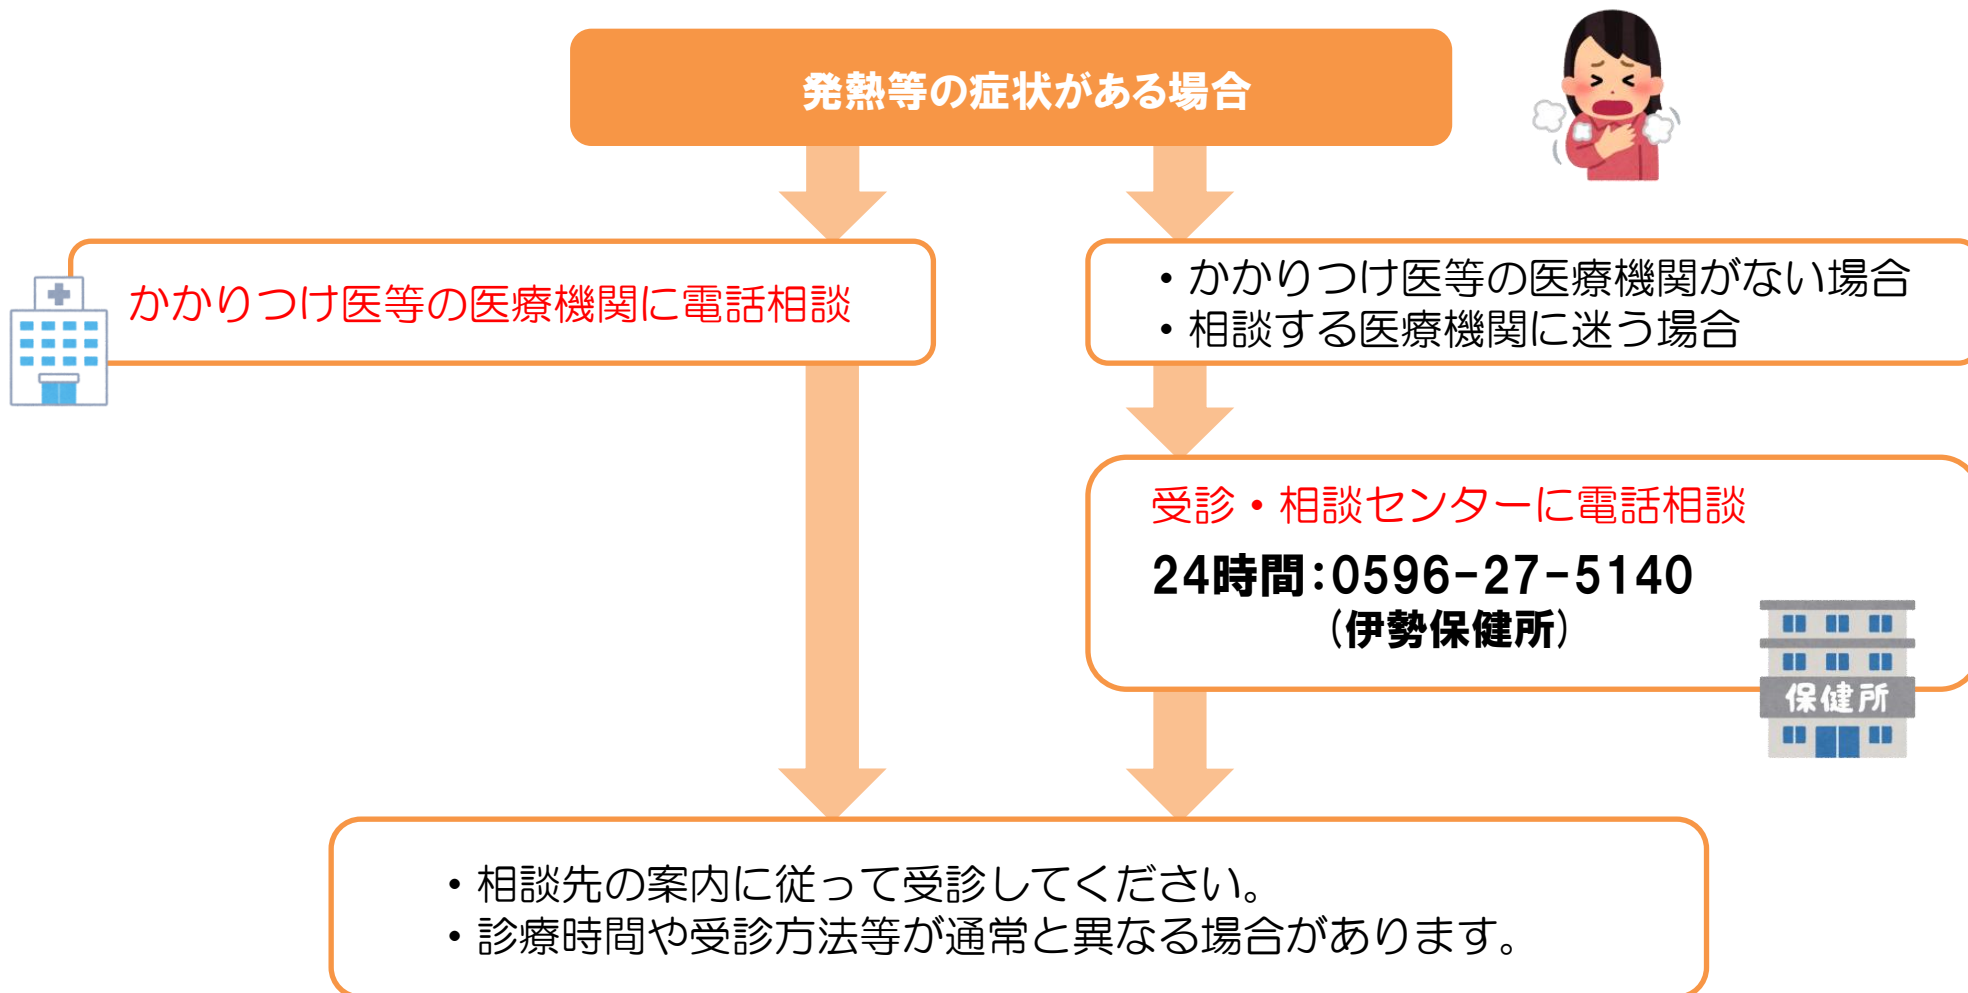 発熱等の症状がある場合
かかりつけ医等の医療機関に電話相談
・かかりつけ医等の医療機関がない場合
・相談する医療機関に迷う場合
受診・相談センターに電話相談
24時間:0596-27-5140
(伊勢保健所)
保健所
・相談先の案内に従って受診してください。
・診療時間や受診方法等が通常と異なる場合があります。